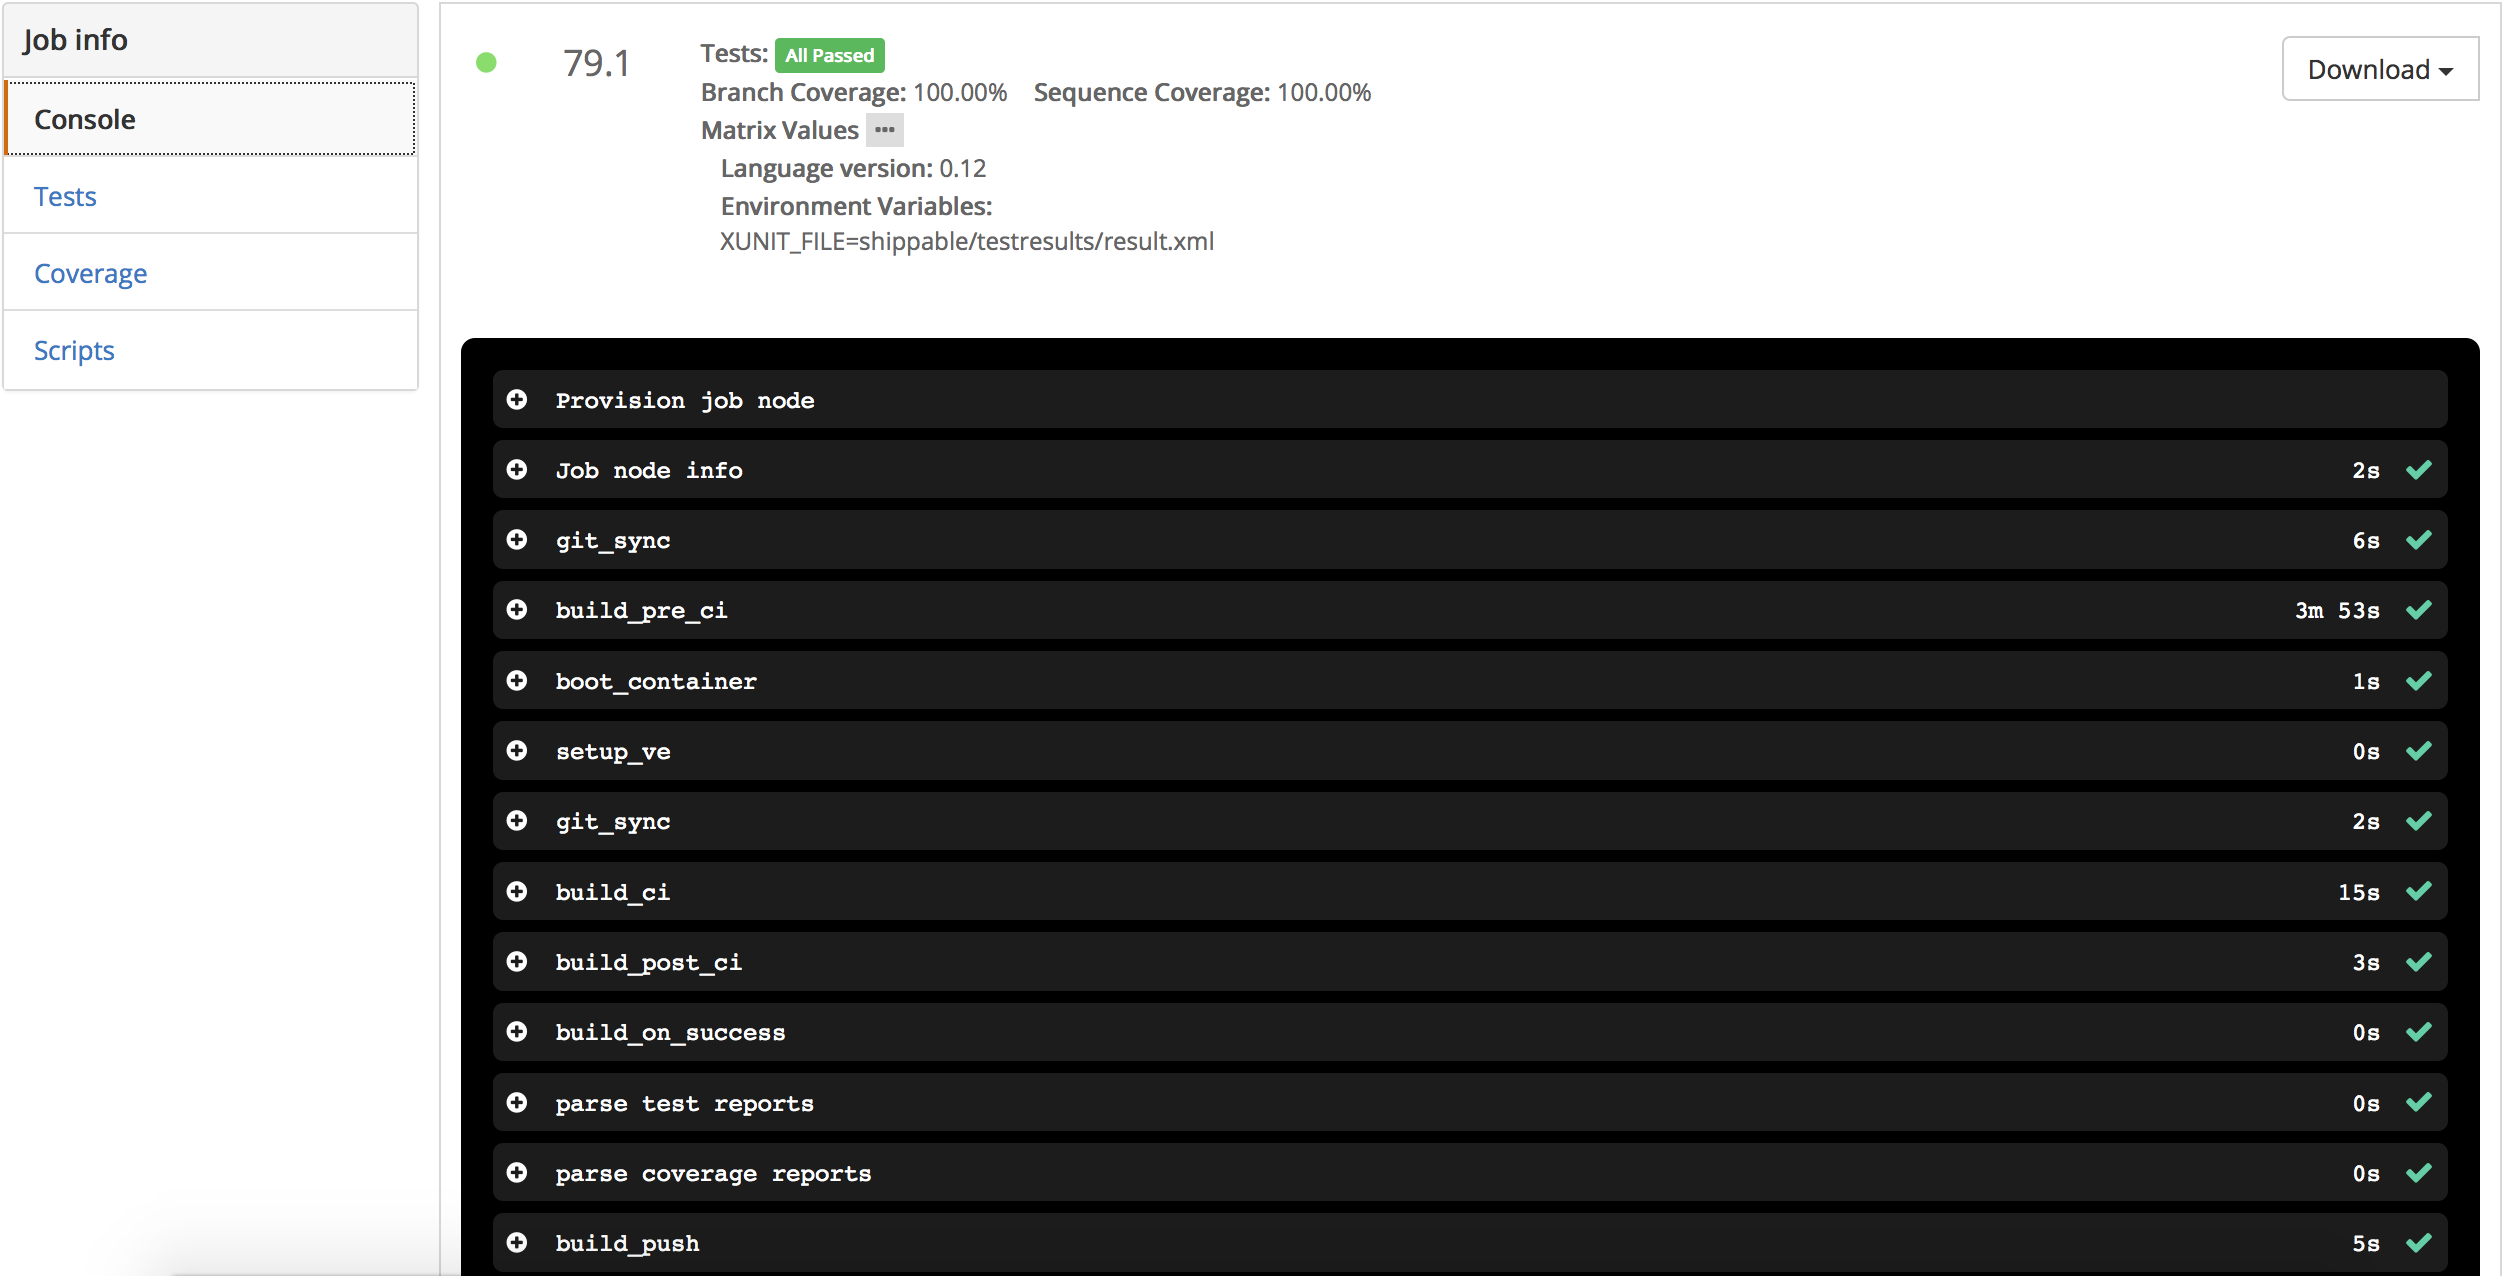 Job info
Console
Tests
Coverage
Scripts
79.1
Tests: All Passed
Branch Coverage: 100.00% Sequence Coverage: 100.00%
Matrix Values ···
Language version: 0.12
Environment Variables:
XUNIT_FILE=shippable/testresults/result.xml
Download
Provision job node
Job node info 2s
git_sync 6s
build_pre_ci 3m 53s
boot_container 1s
setup_ve 0s
git_sync 2s
build_ci 15s
build_post_ci 3s
build_on_success 0s
parse test reports 0s
parse coverage reports 0s
build_push 5s